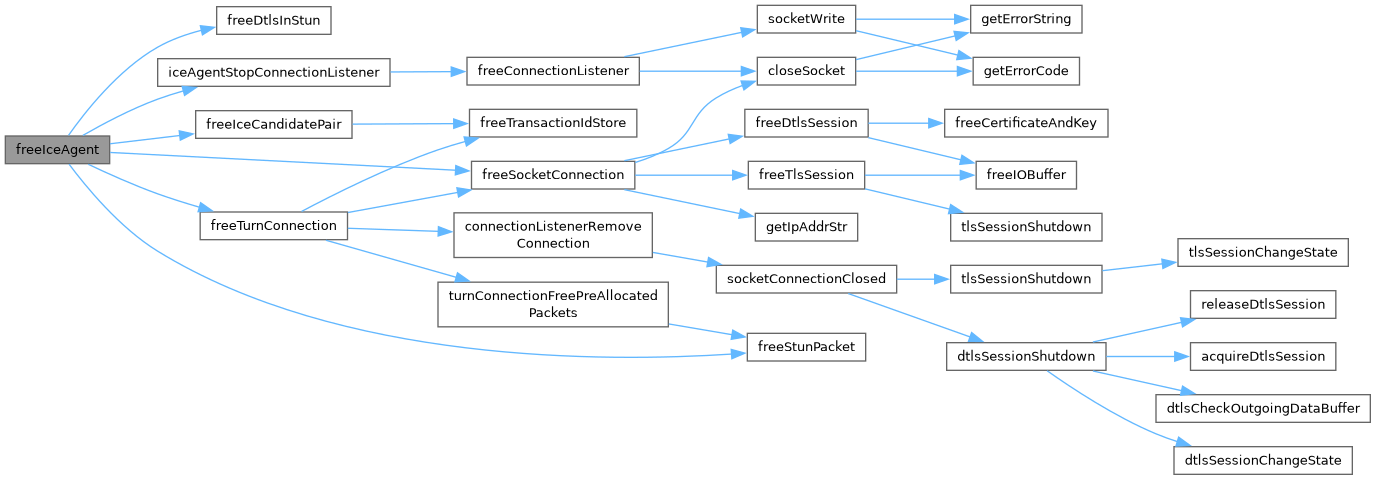 freeIceAgent
freeDtlsInStun
iceAgentStopConnectionListener
freeIceCandidatePair
freeTurnConnection
freeConnectionListener
freeTransactionIdStore
freeSocketConnection
connectionListenerRemove
Connection
turnConnectionFreePreAllocated
Packets
socketWrite
closeSocket
freeDtlsSession
freeTlsSession
getIpAddrStr
socketConnectionClosed
freeStunPacket
getErrorString
getErrorCode
freeCertificateAndKey
freeIOBuffer
tlsSessionShutdown
tlsSessionShutdown
dtlsSessionShutdown
tlsSessionChangeState
releaseDtlsSession
acquireDtlsSession
dtlsCheckOutgoingDataBuffer
dtlsSessionChangeState